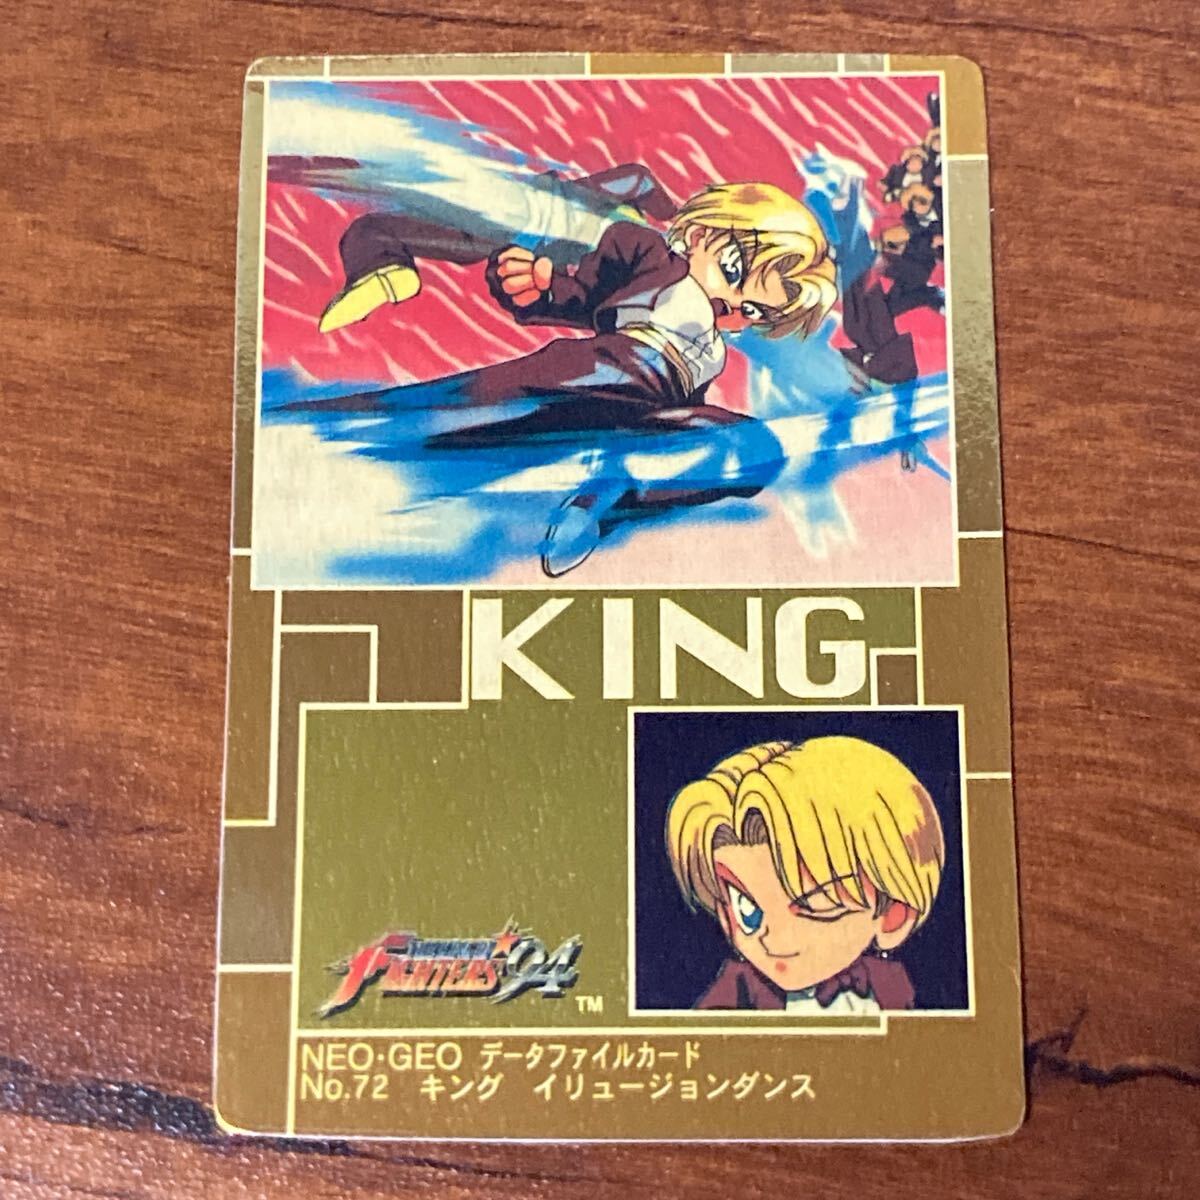 KING
THE KING OF
FIGHTERS '94
TM
NEO・GEO データファイルカード
No.72 キング イリュージョンダンス